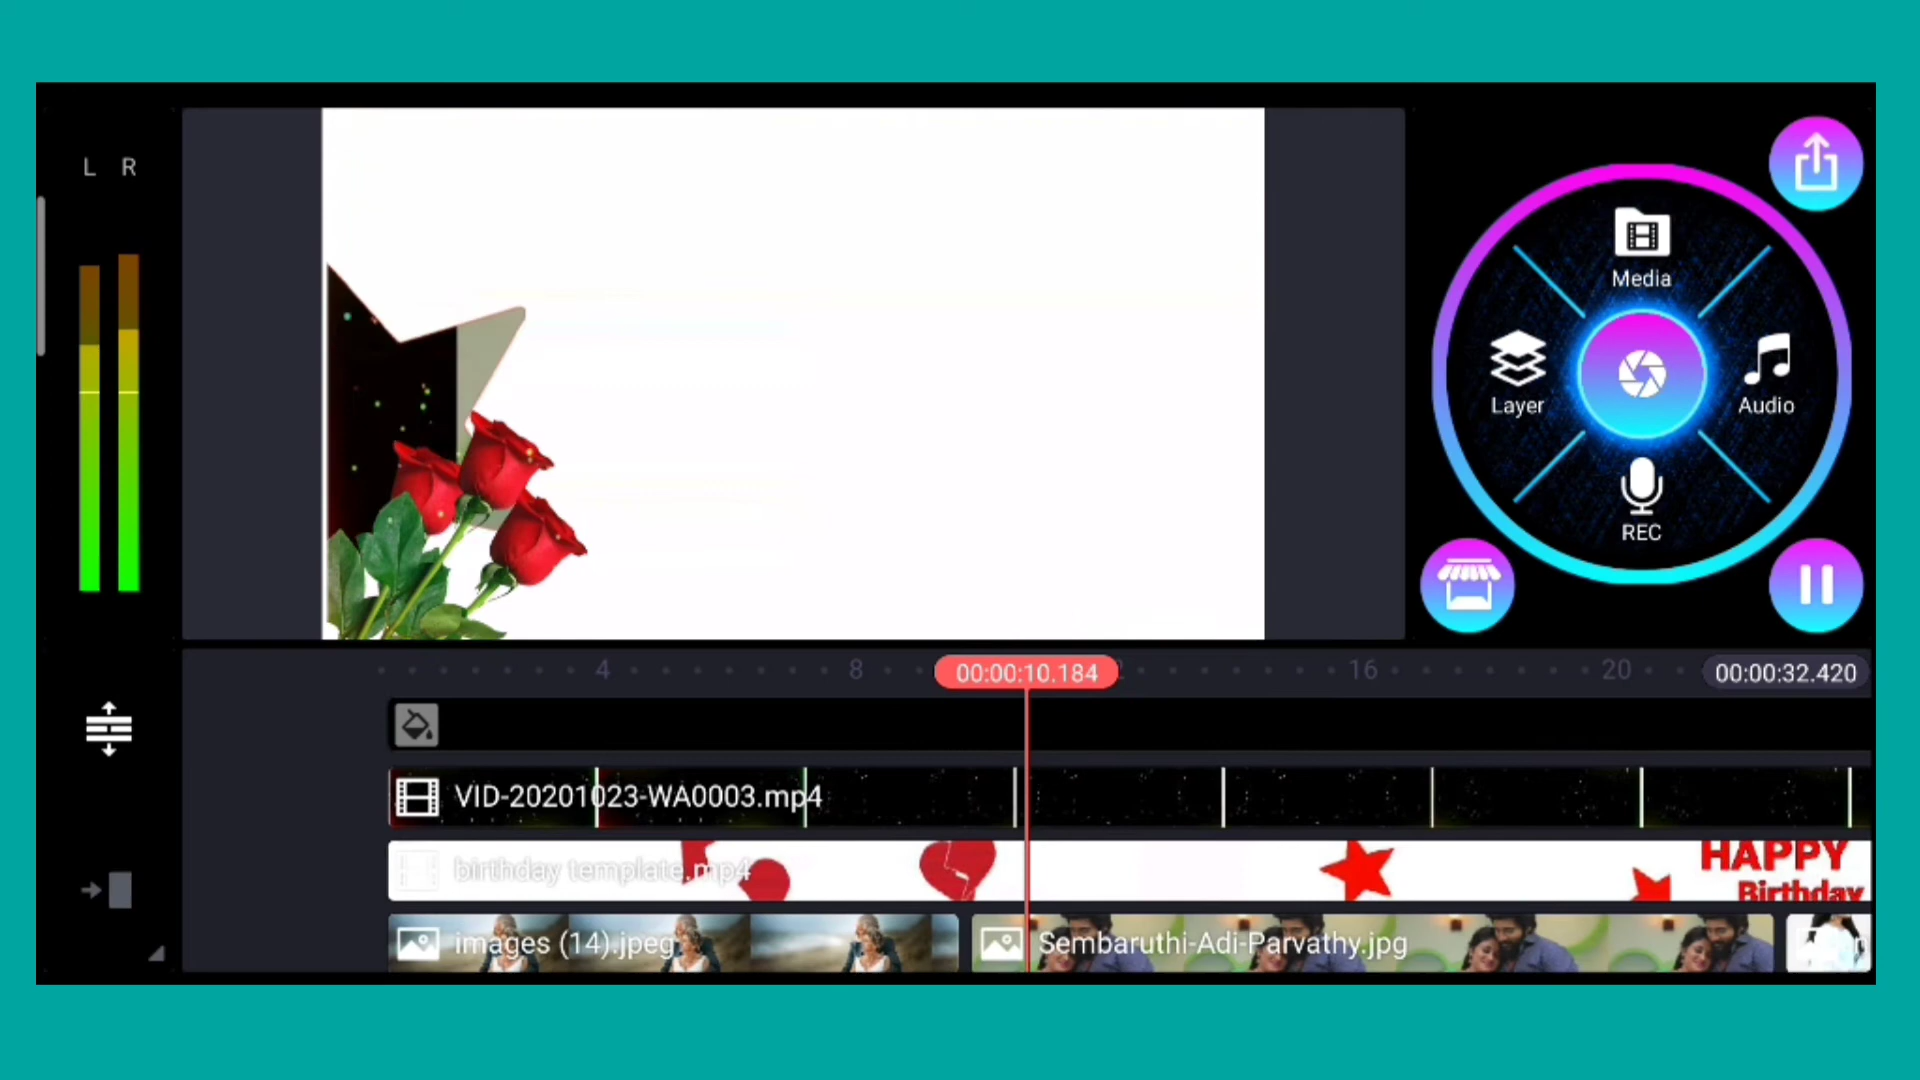 L R
Media
Layer
Audio
REC
4 8 16 20
00:00:10.184
00:00:32.420
VID-20201023-WA0003.mp4
birthday template.mp4
HAPPY
Birthday
images (14).jpeg
Sembaruthi-Adi-Parvathy.jpg